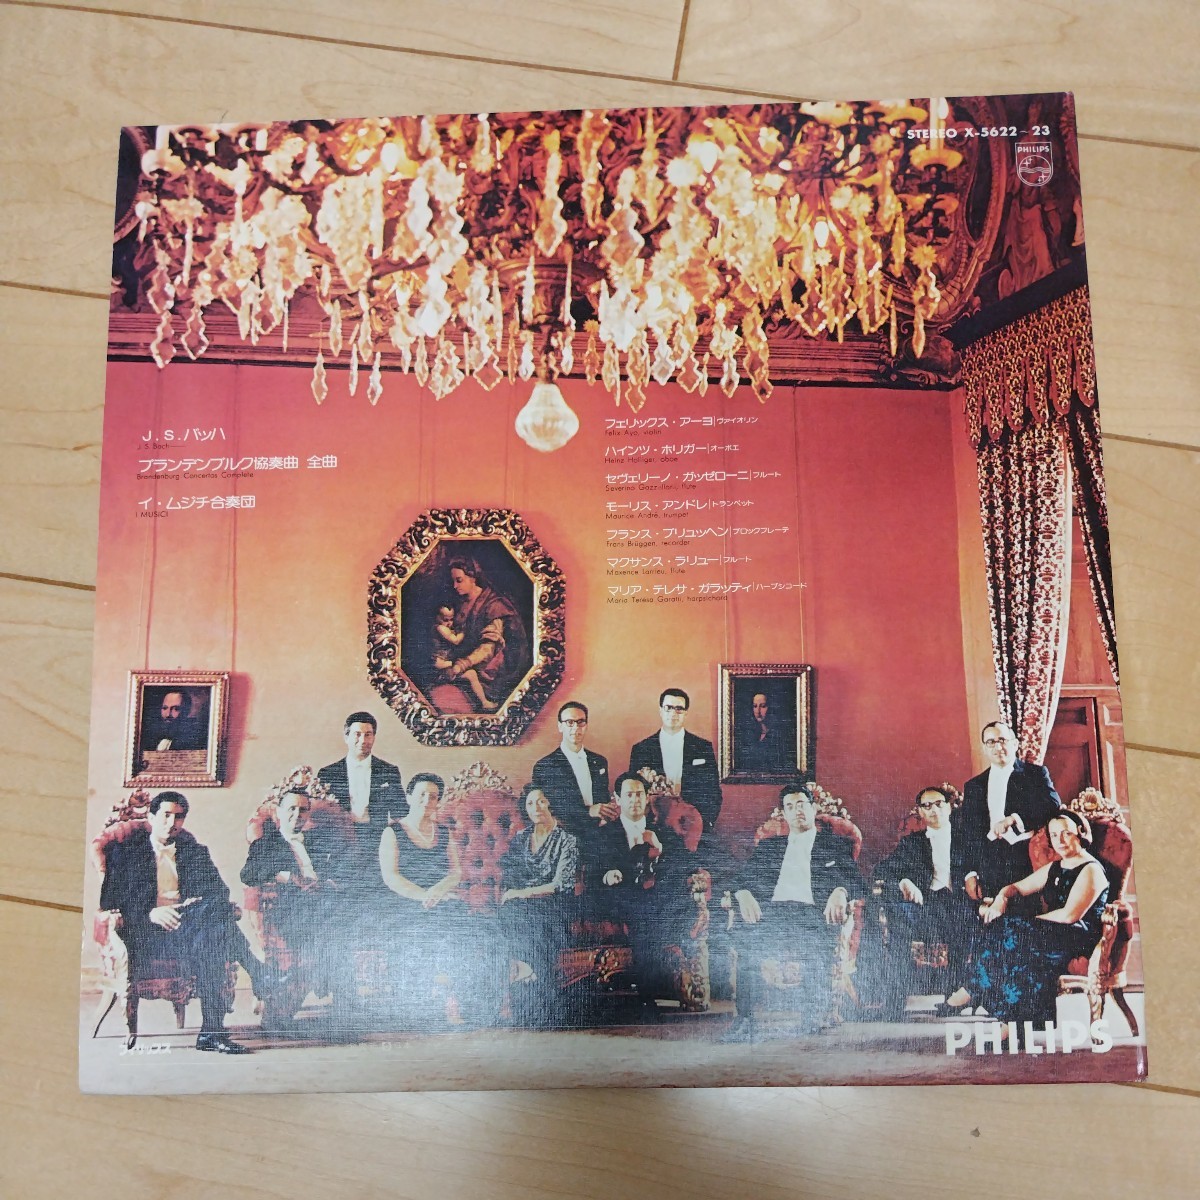 STEREO X-5622~23
PHILIPS
J.S.バッハ
J. S. Bach
ブランデンブルク協奏曲 全曲
Brandenburg Concertos Complete
イ・ムジチ合奏団
I MUSICI
フェリックス・アーヨ|ヴァイオリン
Felix Ayo, violin
ハインツ・ホリガー|オーボエ
Heinz Holliger, oboe
セヴェリーノ・ガッゼローニ|フルート
Severino Gazzelloni, flute
モーリス・アンドレ|トランペット
Maurice André, trumpet
フランス・ブリュッヘン|ブロックフレーテ
Frans Brüggen, recorder
マクサンス・ラリュー|フルート
Maxence Larrieu, flute
マリア・テレサ・ガラッティ|ハープシコード
Maria Teresa Garatti, harpsichord
フィリップス
PHILIPS